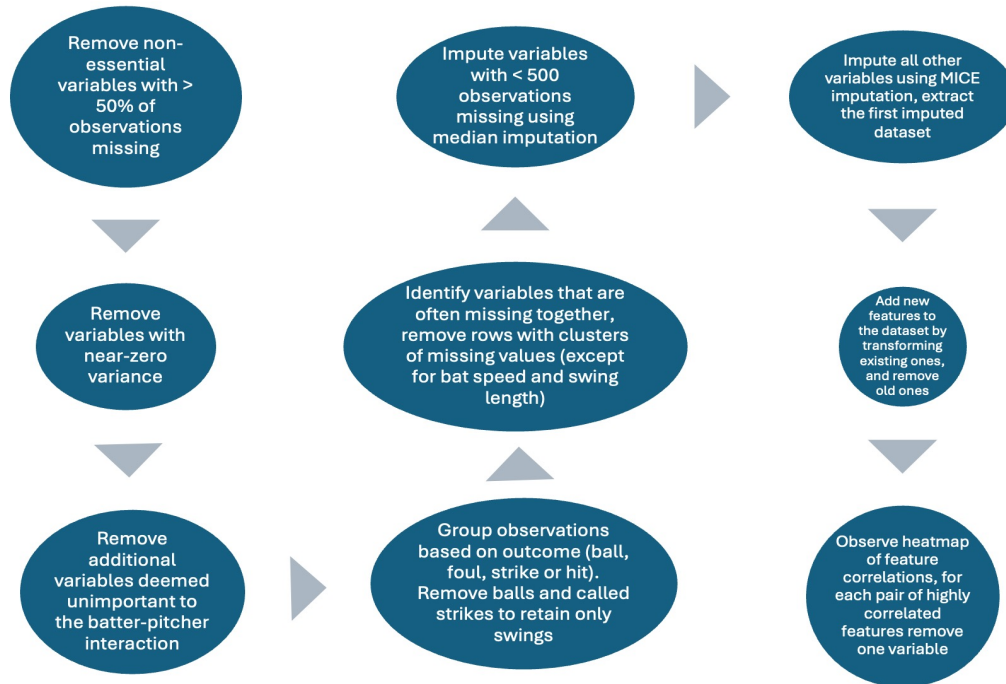 Remove non-
essential
variables with >
50% of
observations
missing
Remove
variables with
near-zero
variance
Remove
additional
variables deemed
unimportant to
the batter-pitcher
interaction
Group observations
based on outcome (ball,
foul, strike or hit).
Remove balls and called
strikes to retain only
swings
Identify variables that are
often missing together,
remove rows with clusters
of missing values (except
for bat speed and swing
length)
Impute variables
with < 500
observations
missing using
median imputation
Impute all other
variables using MICE
imputation, extract
the first imputed
dataset
Add new
features to
the dataset by
transforming
existing ones,
and remove
old ones
Observe heatmap
of feature
correlations, for
each pair of highly
correlated
features remove
one variable